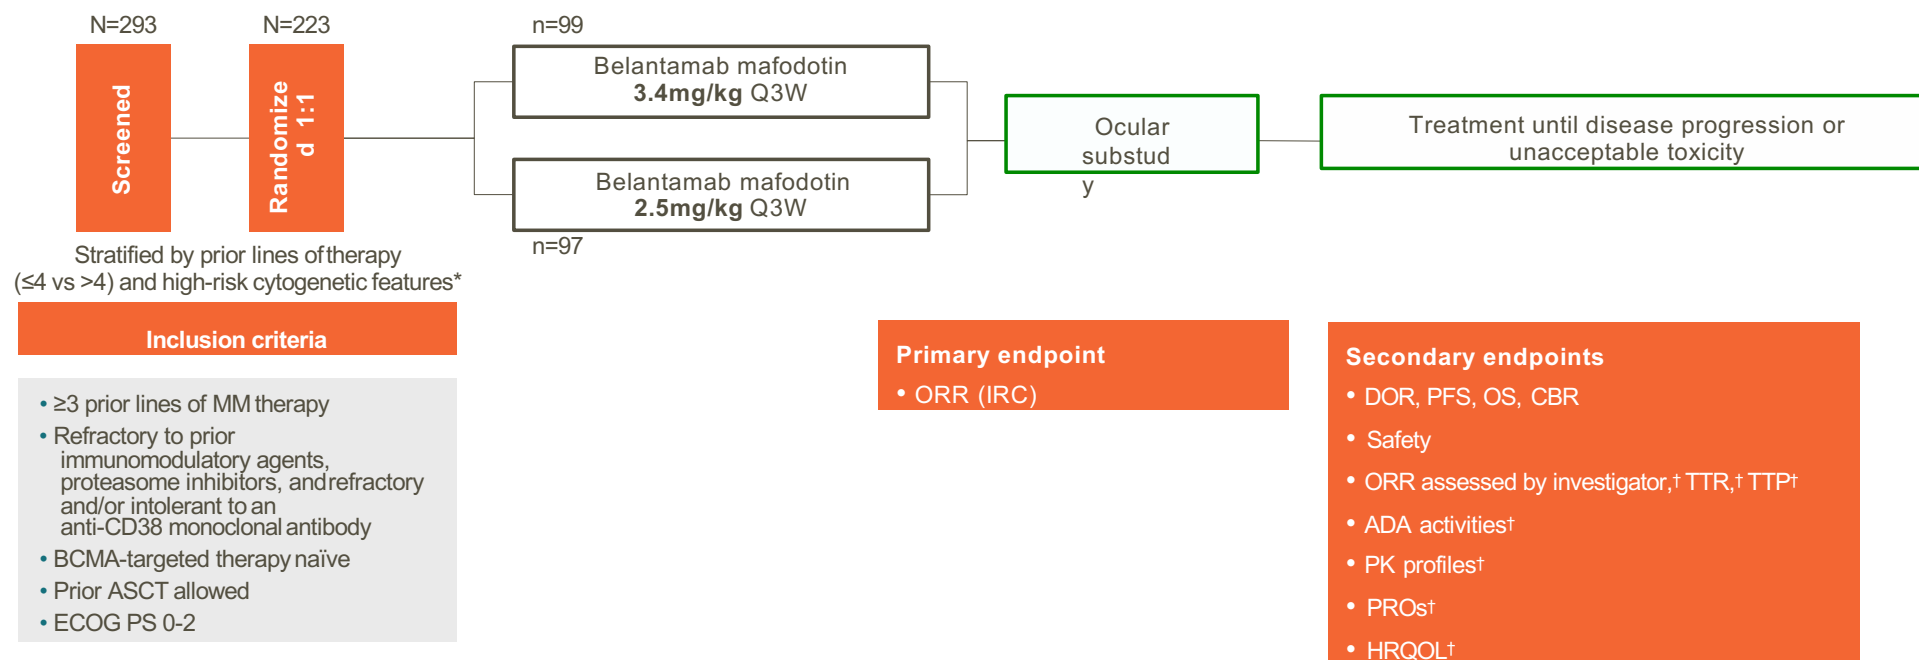 N=293
N=223
n=99
Screened
Randomize
d 1:1
Belantamab mafodotin
3.4mg/kg Q3W
Belantamab mafodotin
2.5mg/kg Q3W
n=97
Ocular
substud
y
Treatment until disease progression or
unacceptable toxicity
Stratified by prior lines of therapy
(≤4 vs >4) and high-risk cytogenetic features*
Inclusion criteria
• ≥3 prior lines of MM therapy
• Refractory to prior
immunomodulatory agents,
proteasome inhibitors, and refractory
and/or intolerant to an
anti-CD38 monoclonal antibody
• BCMA-targeted therapy naïve
• Prior ASCT allowed
• ECOG PS 0-2
Primary endpoint
• ORR (IRC)
Secondary endpoints
• DOR, PFS, OS, CBR
• Safety
• ORR assessed by investigator,† TTR,† TTP†
• ADA activities†
• PK profiles†
• PROs†
• HRQOL†